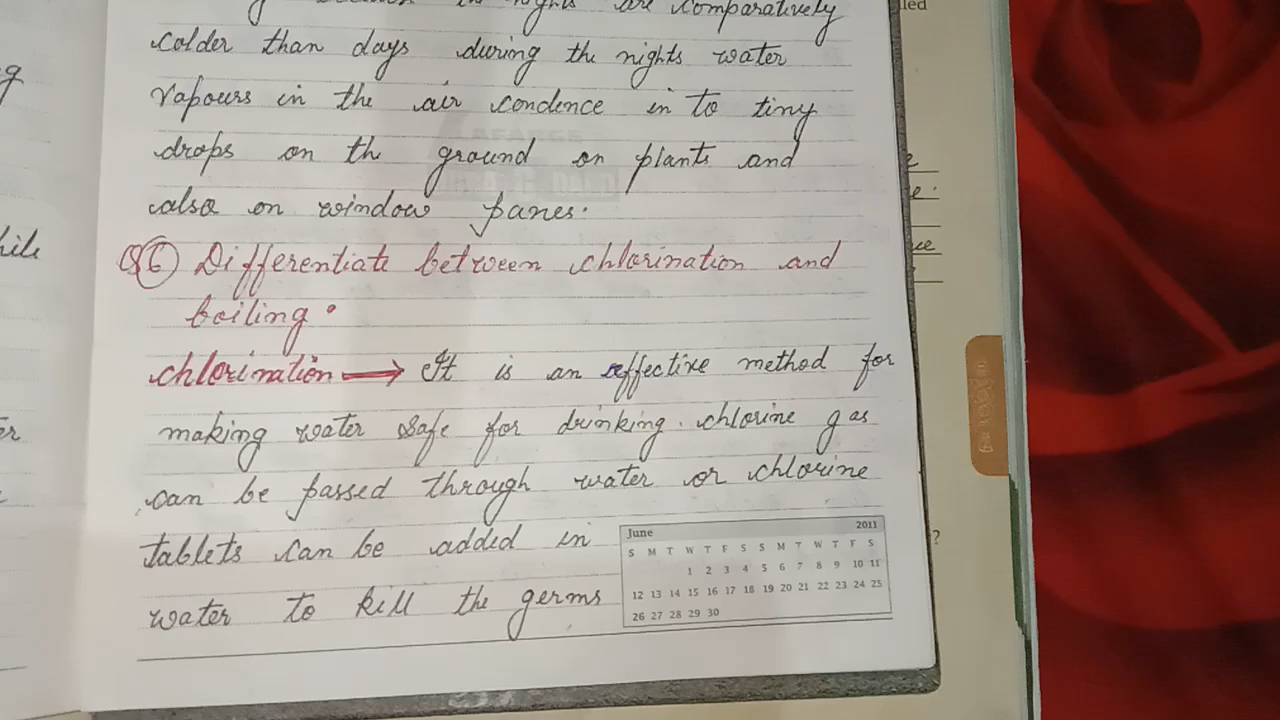 nights are comparatively
colder than days during the nights water
vapours in the air condence in to tiny
drops on the ground on plants and
also on window panes.
Q6 Differentiate between chlorination and
boiling.
chlorination → It is an effective method for
making water safe for drinking. chlorine gas
can be passed through water or chlorine
tablets can be added in
water to kill the germs
June 2011
S M T W T F S S M T W T F S
1 2 3 4 5 6 7 8 9 10 11
12 13 14 15 16 17 18 19 20 21 22 23 24 25
26 27 28 29 30